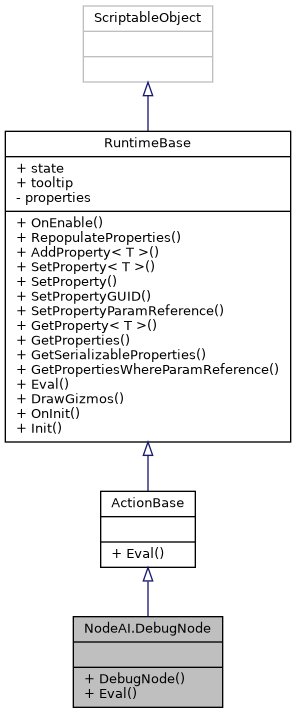 ScriptableObject
RuntimeBase
+ state
+ tooltip
- properties
+ OnEnable()
+ RepopulateProperties()
+ AddProperty< T >()
+ SetProperty< T >()
+ SetProperty()
+ SetPropertyGUID()
+ SetPropertyParamReference()
+ GetProperty< T >()
+ GetProperties()
+ GetSerializableProperties()
+ GetPropertiesWhereParamReference()
+ Eval()
+ DrawGizmos()
+ OnInit()
+ Init()
ActionBase
+ Eval()
NodeAI.DebugNode
+ DebugNode()
+ Eval()